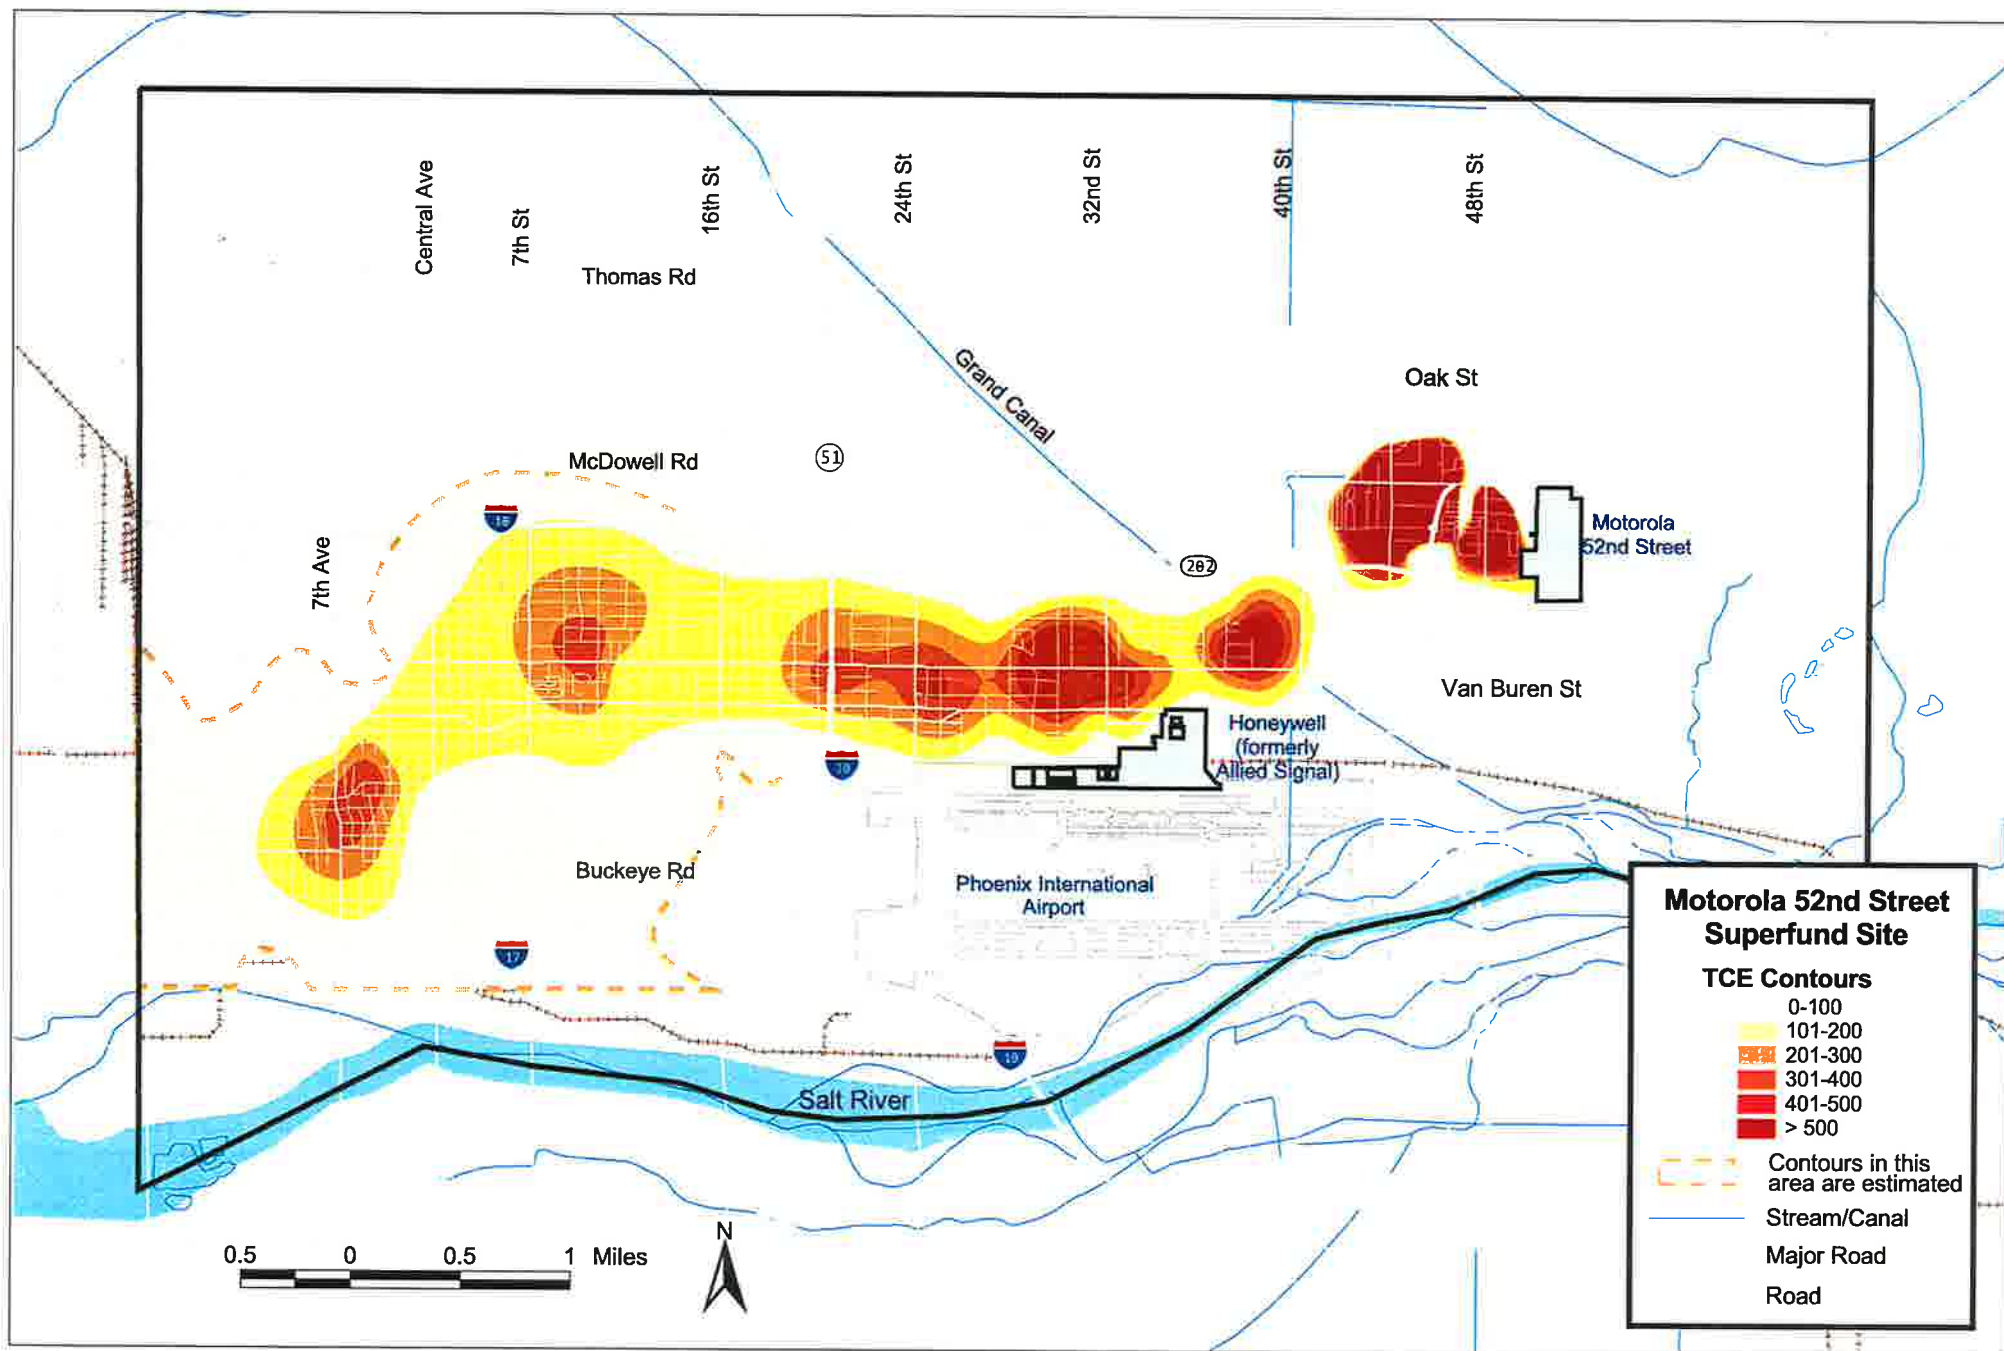 Central Ave
7th St
16th St
24th St
32nd St
40th St
48th St
Thomas Rd
Grand Canal
Oak St
McDowell Rd
51
7th Ave
202
Motorola
52nd Street
Van Buren St
Honeywell
(formerly
Allied Signal)
10
Buckeye Rd
Phoenix International
Airport
17
Salt River
N
0.5 0 0.5 1 Miles
Motorola 52nd Street
Superfund Site
TCE Contours
0-100
101-200
201-300
301-400
401-500
> 500
Contours in this
area are estimated
Stream/Canal
Major Road
Road